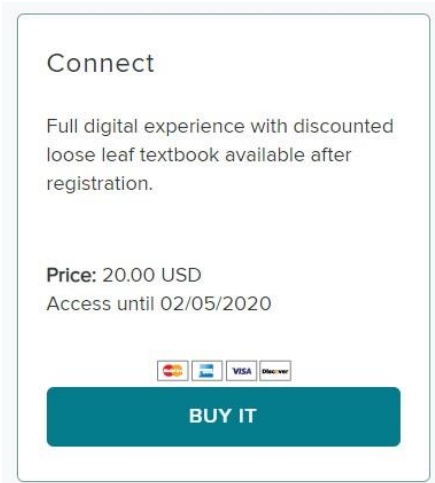 Connect
Full digital experience with discounted
loose leaf textbook available after
registration.
Price: 20.00 USD
Access until 02/05/2020
VISA DISCOVER
BUY IT